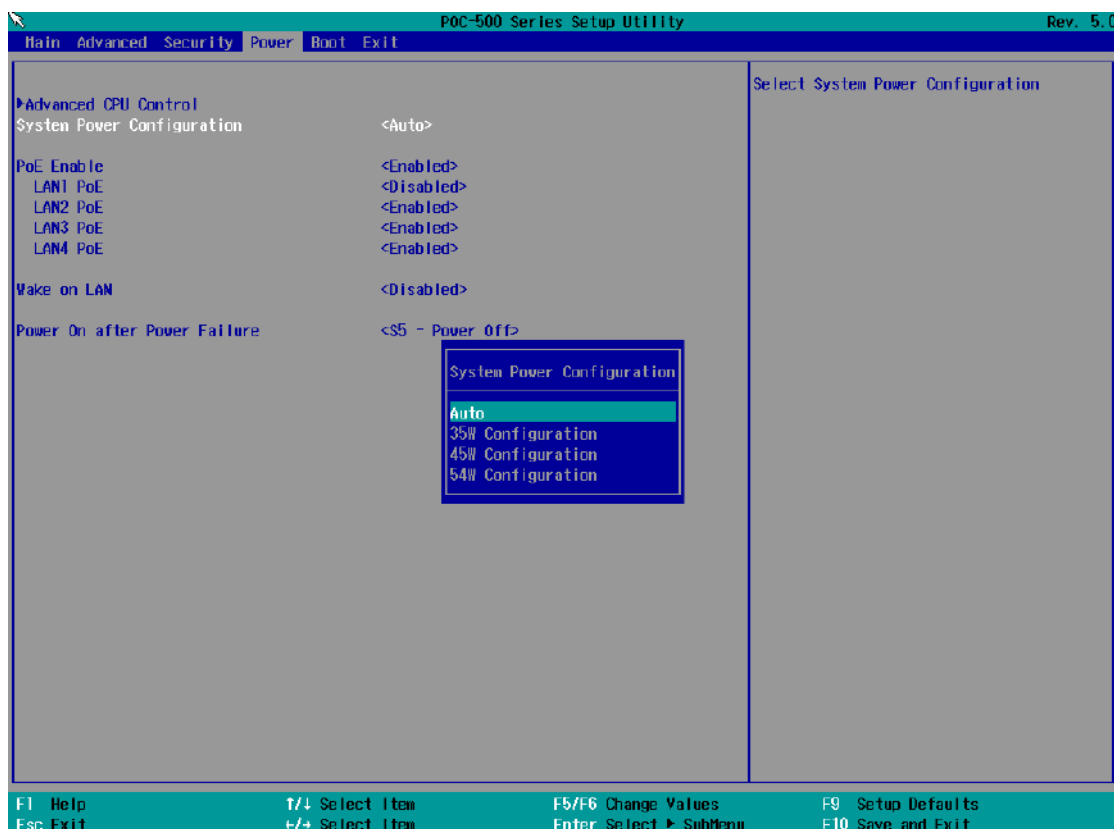 POC-500 Series Setup Utility Rev. 5.0
Main Advanced Security Power Boot Exit
Select System Power Configuration
▶Advanced CPU Control
System Power Configuration <Auto>
PoE Enable <Enabled>
LAN1 PoE <Disabled>
LAN2 PoE <Enabled>
LAN3 PoE <Enabled>
LAN4 PoE <Enabled>
Wake on LAN <Disabled>
Power On after Power Failure <S5 - Power Off>
System Power Configuration
Auto
35W Configuration
45W Configuration
54W Configuration
F1 Help ↑/↓ Select Item F5/F6 Change Values F9 Setup Defaults
Esc Exit ←/→ Select Item Enter Select ▶ SubMenu F10 Save and Exit